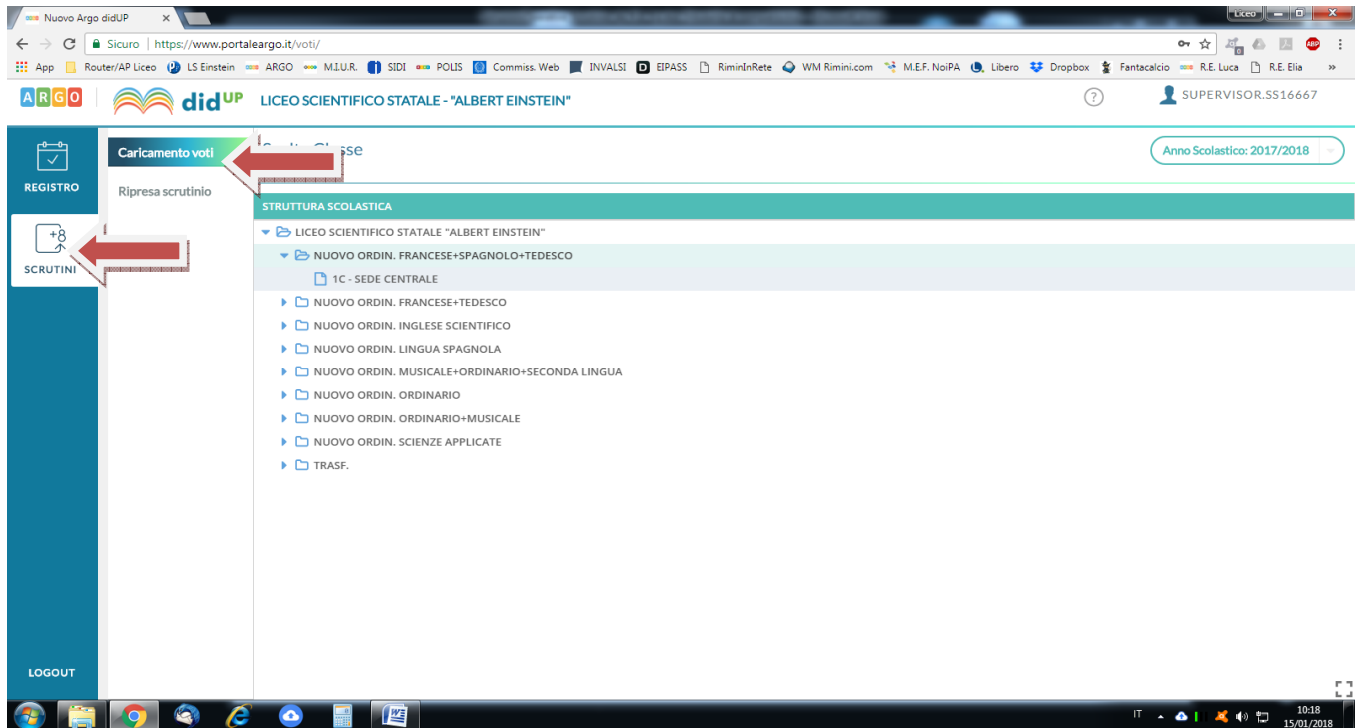 Nuovo Argo didUP
Liceo
Sicuro | https://www.portaleargo.it/voti/
App Router/AP Liceo LS Einstein ARGO M.I.U.R. SIDI POLIS Commiss. Web INVALSI EIPASS RiminInRete WM Rimini.com M.E.F. NoiPA Libero Dropbox Fantacalcio R.E. Luca R.E. Elia »
ARGO didUP LICEO SCIENTIFICO STATALE - "ALBERT EINSTEIN" ? SUPERVISOR.SS16667
Caricamento voti
Anno Scolastico: 2017/2018
REGISTRO
Ripresa scrutinio
STRUTTURA SCOLASTICA
LICEO SCIENTIFICO STATALE "ALBERT EINSTEIN"
+8
SCRUTINI
NUOVO ORDIN. FRANCESE+SPAGNOLO+TEDESCO
1C - SEDE CENTRALE
NUOVO ORDIN. FRANCESE+TEDESCO
NUOVO ORDIN. INGLESE SCIENTIFICO
NUOVO ORDIN. LINGUA SPAGNOLA
NUOVO ORDIN. MUSICALE+ORDINARIO+SECONDA LINGUA
NUOVO ORDIN. ORDINARIO
NUOVO ORDIN. ORDINARIO+MUSICALE
NUOVO ORDIN. SCIENZE APPLICATE
TRASF.
LOGOUT
IT
10:18
15/01/2018